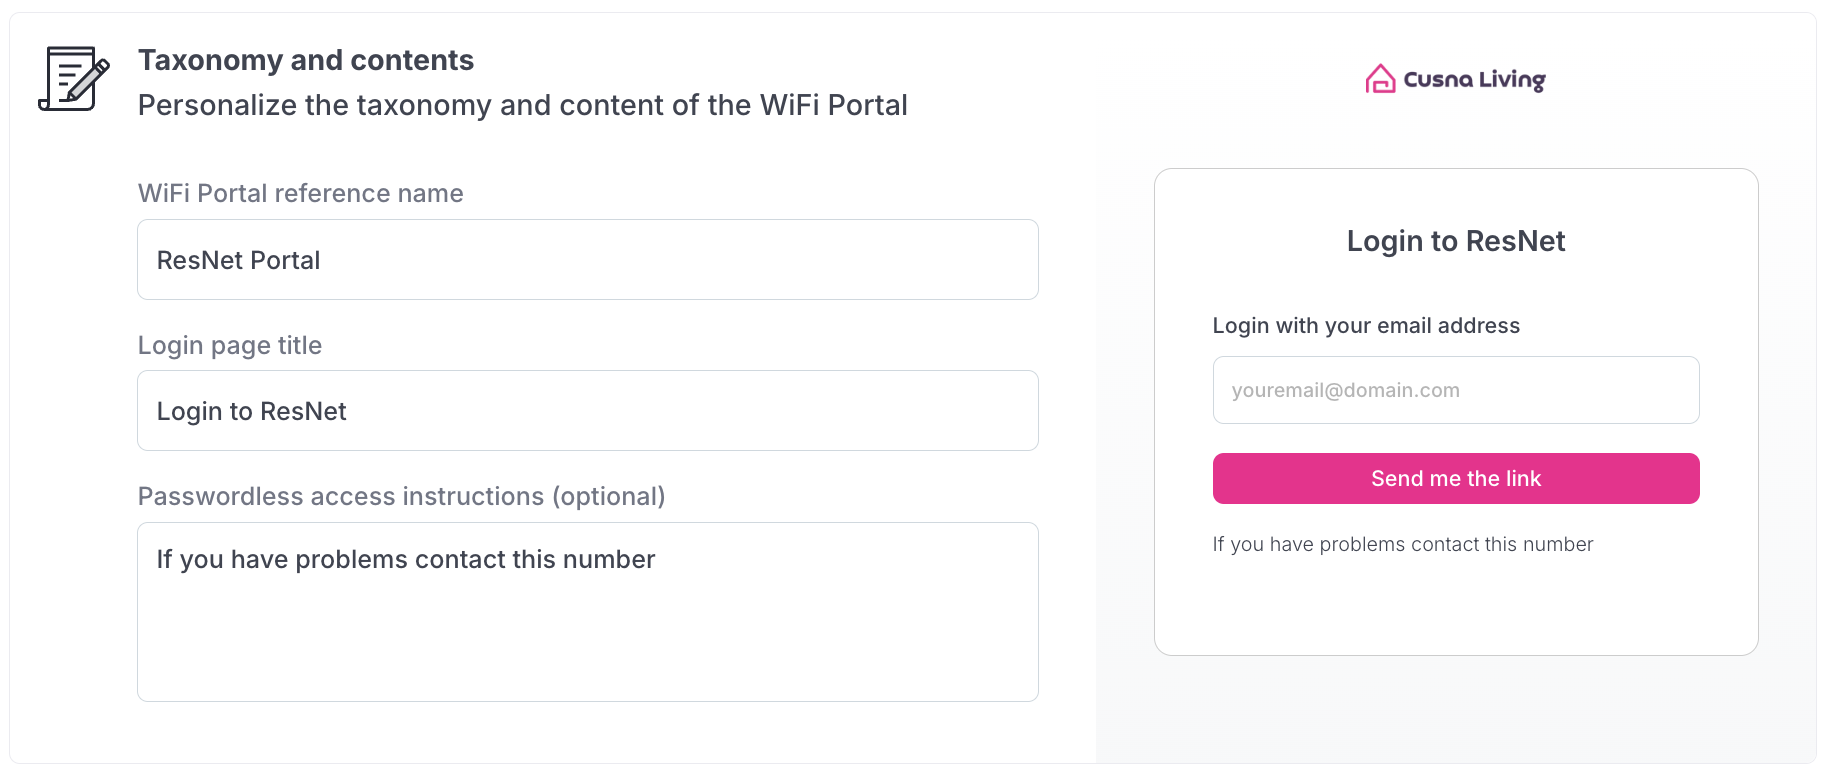 Taxonomy and contents
Personalize the taxonomy and content of the WiFi Portal
WiFi Portal reference name
ResNet Portal
Login page title
Login to ResNet
Passwordless access instructions (optional)
If you have problems contact this number
Cusna Living
Login to ResNet
Login with your email address
youremail@domain.com
Send me the link
If you have problems contact this number